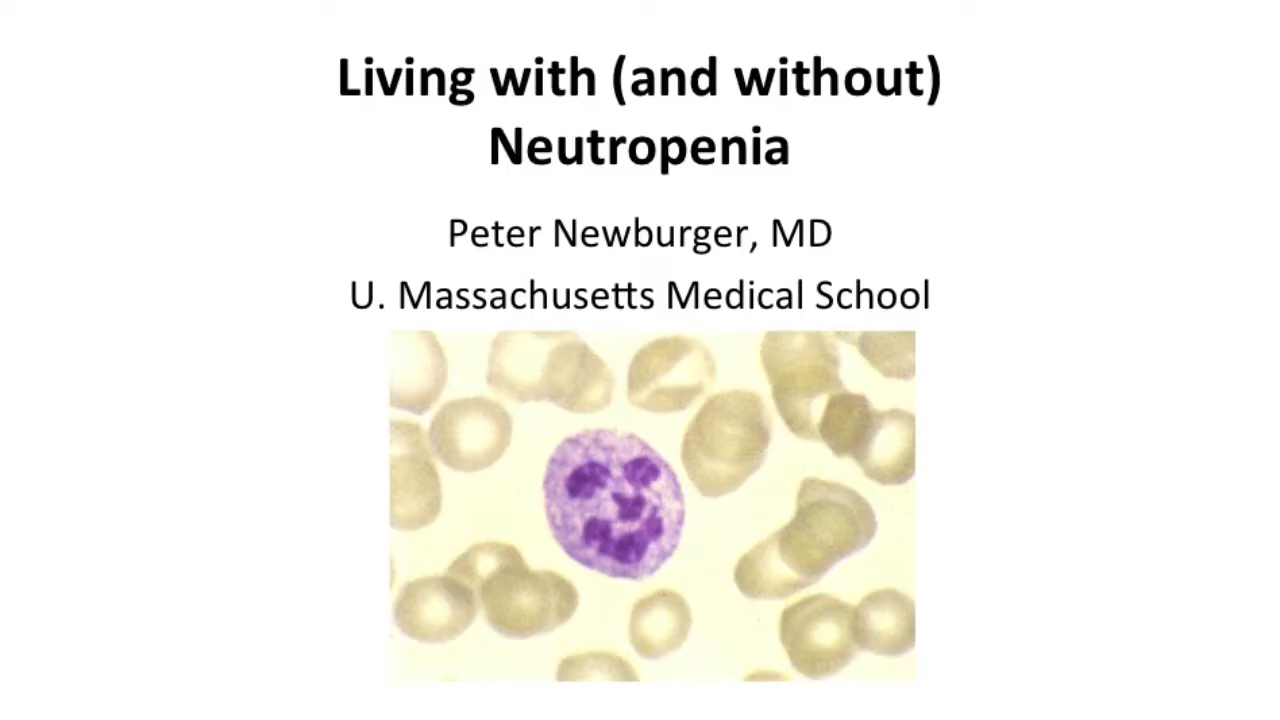 Living with (and without)
Neutropenia
Peter Newburger, MD
U. Massachusetts Medical School